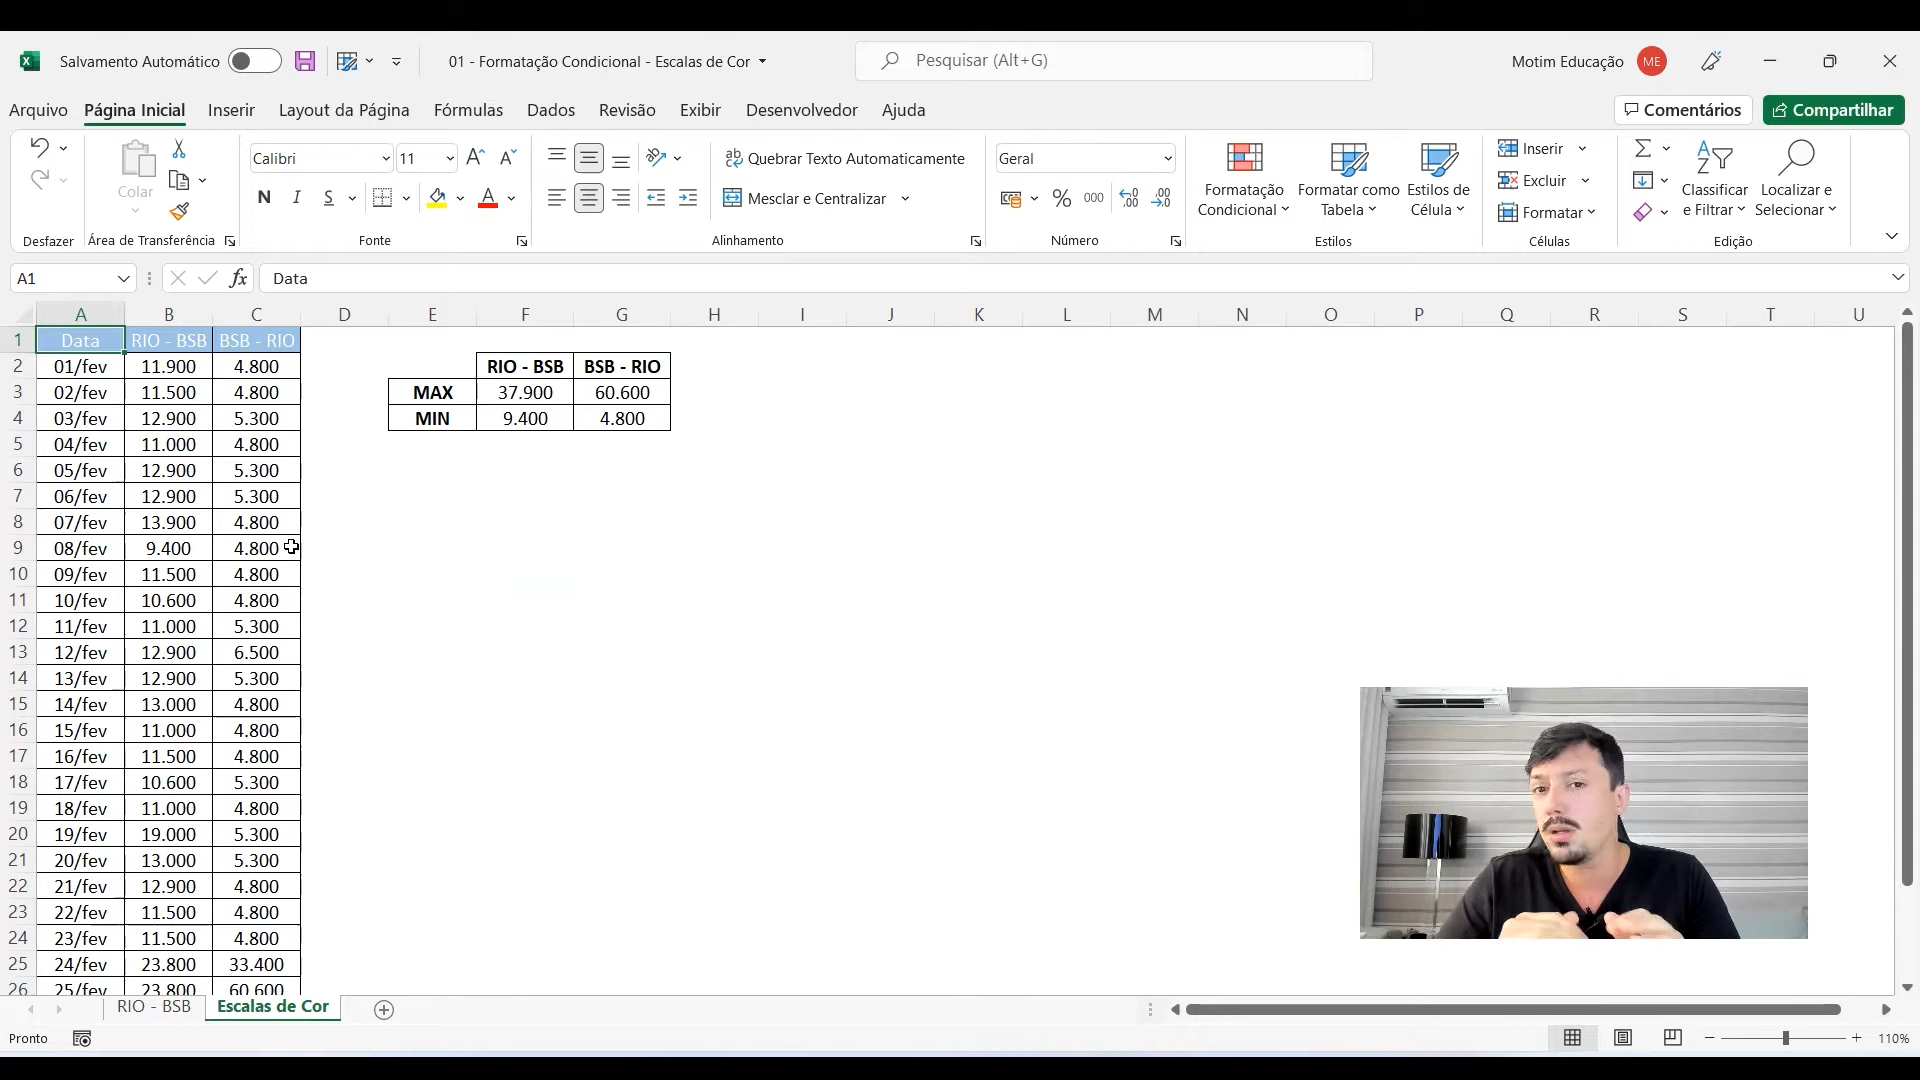 Salvamento Automático
01 - Formatação Condicional - Escalas de Cor
Pesquisar (Alt+G)
Motim Educação ME
Arquivo Página Inicial Inserir Layout da Página Fórmulas Dados Revisão Exibir Desenvolvedor Ajuda
Comentários Compartilhar
Colar
Calibri 11
N I S A
Quebrar Texto Automaticamente
Mesclar e Centralizar
Geral
% 000
Formatação Condicional
Formatar como Tabela
Estilos de Célula
Inserir
Excluir
Formatar
Classificar e Filtrar
Localizar e Selecionar
Desfazer Área de Transferência Fonte Alinhamento Número Estilos Células Edição
A1 fx Data
A B C D E F G H I J K L M N O P Q R S T U
1 Data RIO - BSB BSB - RIO
2 01/fev 11.900 4.800 RIO - BSB BSB - RIO
3 02/fev 11.500 4.800 MAX 37.900 60.600
4 03/fev 12.900 5.300 MIN 9.400 4.800
5 04/fev 11.000 4.800
6 05/fev 12.900 5.300
7 06/fev 12.900 5.300
8 07/fev 13.900 4.800
9 08/fev 9.400 4.800
10 09/fev 11.500 4.800
11 10/fev 10.600 4.800
12 11/fev 11.000 5.300
13 12/fev 12.900 6.500
14 13/fev 12.900 5.300
15 14/fev 13.000 4.800
16 15/fev 11.000 4.800
17 16/fev 11.500 4.800
18 17/fev 10.600 5.300
19 18/fev 11.000 4.800
20 19/fev 19.000 5.300
21 20/fev 13.000 5.300
22 21/fev 12.900 4.800
23 22/fev 11.500 4.800
24 23/fev 11.500 4.800
25 24/fev 23.800 33.400
26 25/fev 23.800 60.600
RIO - BSB Escalas de Cor
Pronto 110%